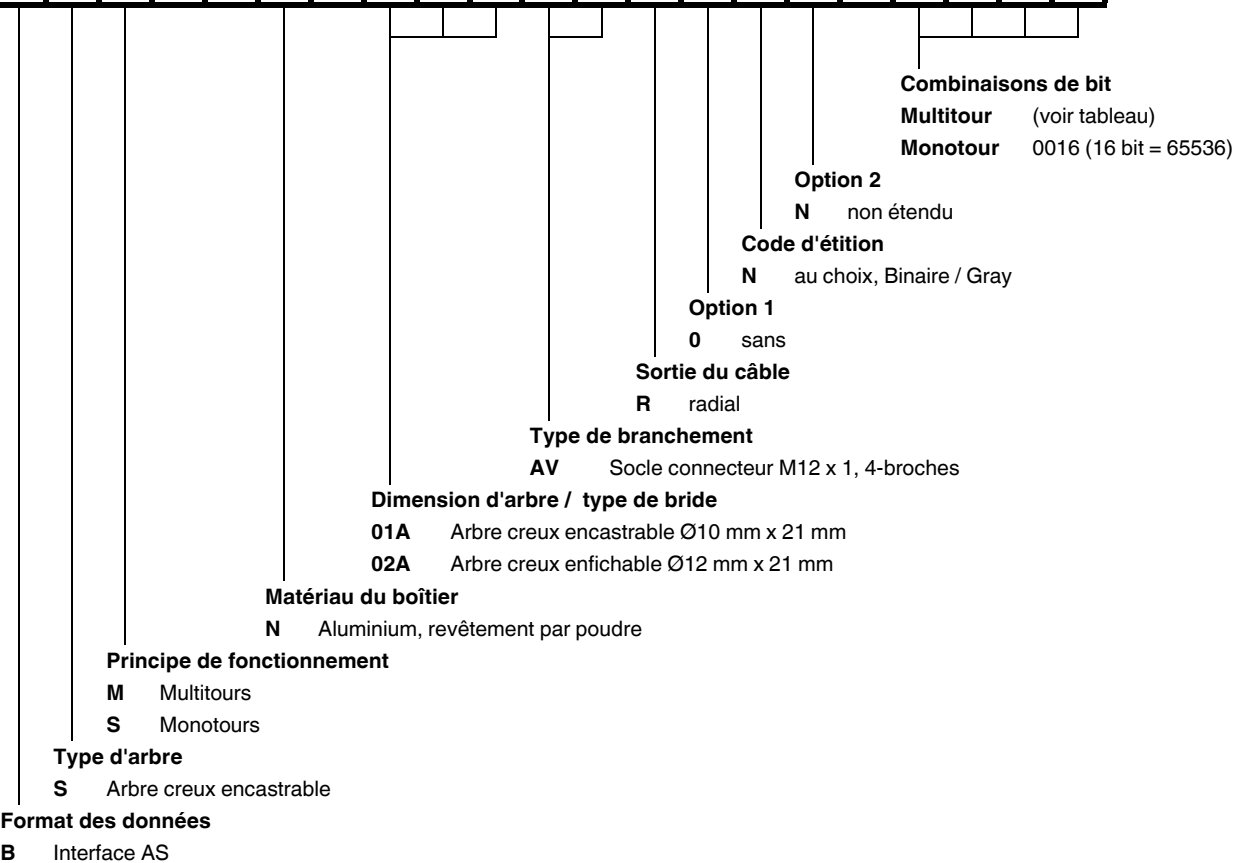 Combinaisons de bit
Multitour (voir tableau)
Monotour 0016 (16 bit = 65536)
Option 2
N non étendu
Code d'étition
N au choix, Binaire / Gray
Option 1
0 sans
Sortie du câble
R radial
Type de branchement
AV Socle connecteur M12 x 1, 4-broches
Dimension d'arbre / type de bride
01A Arbre creux encastrable Ø10 mm x 21 mm
02A Arbre creux enfichable Ø12 mm x 21 mm
Matériau du boîtier
N Aluminium, revêtement par poudre
Principe de fonctionnement
M Multitours
S Monotours
Type d'arbre
S Arbre creux encastrable
Format des données
B Interface AS